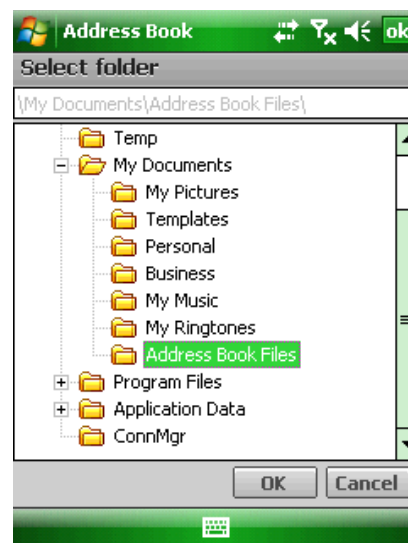 Address Book ok
Select folder
\My Documents\Address Book Files\
Temp
My Documents
My Pictures
Templates
Personal
Business
My Music
My Ringtones
Address Book Files
Program Files
Application Data
ConnMgr
OK Cancel